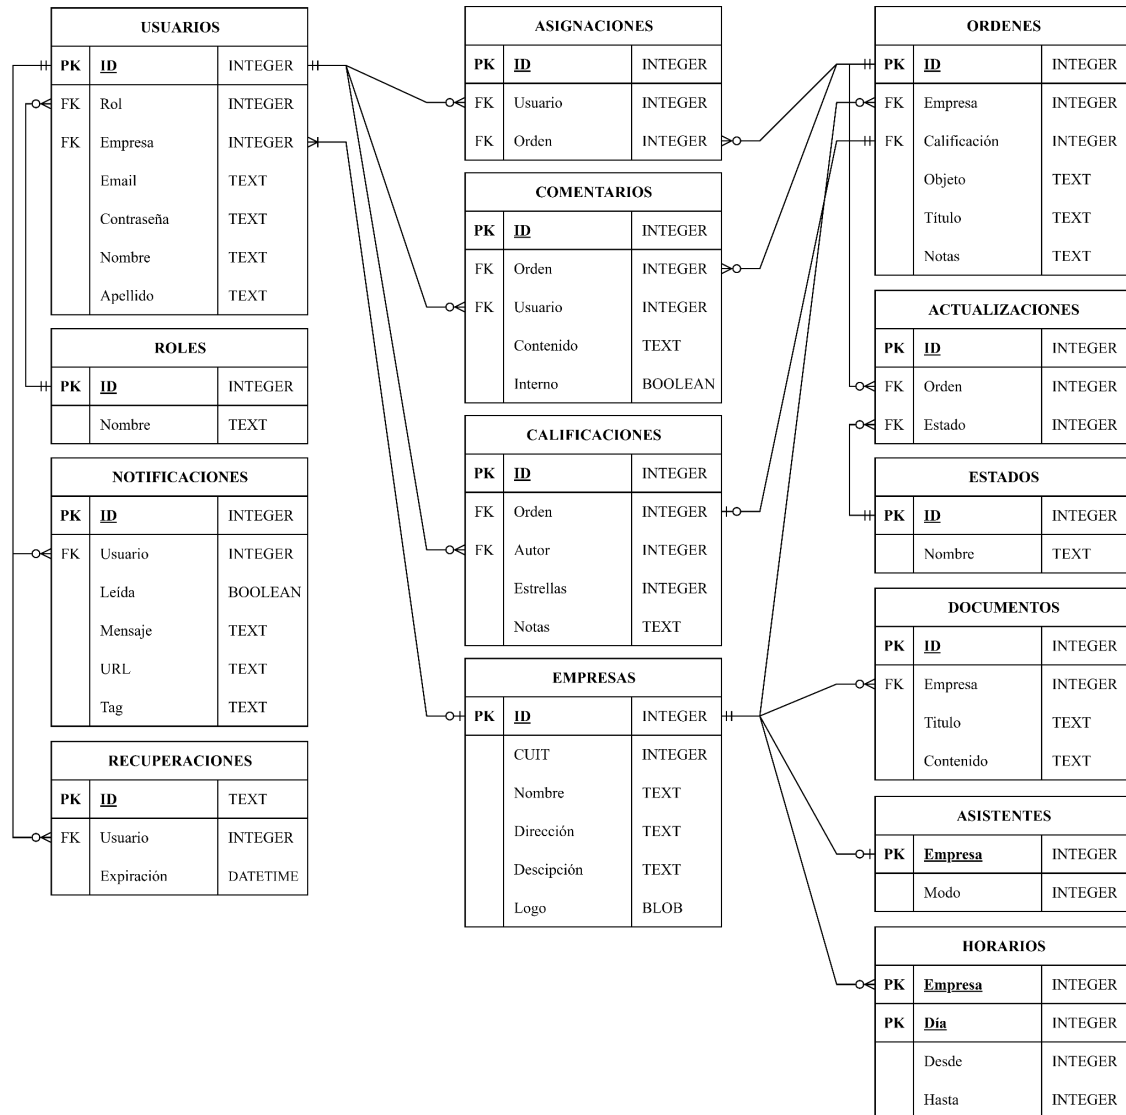 USUARIOS
PK ID INTEGER
FK Rol INTEGER
FK Empresa INTEGER
Email TEXT
Contraseña TEXT
Nombre TEXT
Apellido TEXT
ROLES
PK ID INTEGER
Nombre TEXT
NOTIFICACIONES
PK ID INTEGER
FK Usuario INTEGER
Leída BOOLEAN
Mensaje TEXT
URL TEXT
Tag TEXT
RECUPERACIONES
PK ID TEXT
FK Usuario INTEGER
Expiración DATETIME
ASIGNACIONES
PK ID INTEGER
FK Usuario INTEGER
FK Orden INTEGER
COMENTARIOS
PK ID INTEGER
FK Orden INTEGER
FK Usuario INTEGER
Contenido TEXT
Interno BOOLEAN
CALIFICACIONES
PK ID INTEGER
FK Orden INTEGER
FK Autor INTEGER
Estrellas INTEGER
Notas TEXT
EMPRESAS
PK ID INTEGER
CUIT INTEGER
Nombre TEXT
Dirección TEXT
Descipción TEXT
Logo BLOB
ORDENES
PK ID INTEGER
FK Empresa INTEGER
FK Calificación INTEGER
Objeto TEXT
Título TEXT
Notas TEXT
ACTUALIZACIONES
PK ID INTEGER
FK Orden INTEGER
FK Estado INTEGER
ESTADOS
PK ID INTEGER
Nombre TEXT
DOCUMENTOS
PK ID INTEGER
FK Empresa INTEGER
Titulo TEXT
Contenido TEXT
ASISTENTES
PK Empresa INTEGER
Modo INTEGER
HORARIOS
PK Empresa INTEGER
PK Día INTEGER
Desde INTEGER
Hasta INTEGER